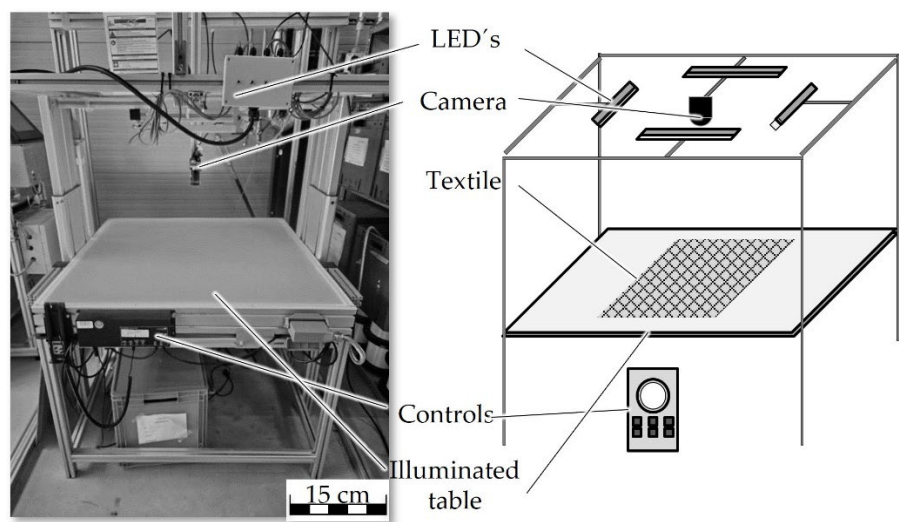 LED´s
Camera
Textile
Controls
Illuminated
table
15 cm